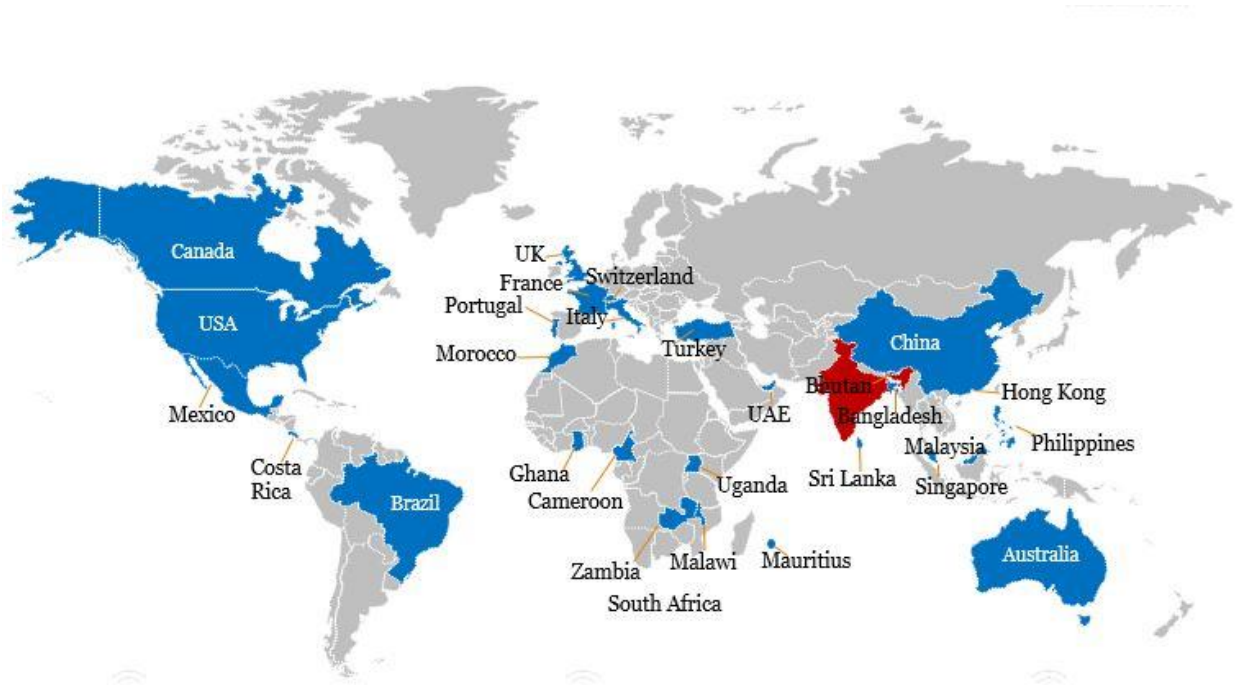 Canada
USA
Mexico
Costa
Rica
Brazil
UK
France
Switzerland
Portugal
Italy
Morocco
Turkey
UAE
Ghana
Cameroon
Uganda
Zambia
Malawi
Mauritius
South Africa
China
Bhutan
Bangladesh
Hong Kong
Philippines
Malaysia
Sri Lanka
Singapore
Australia